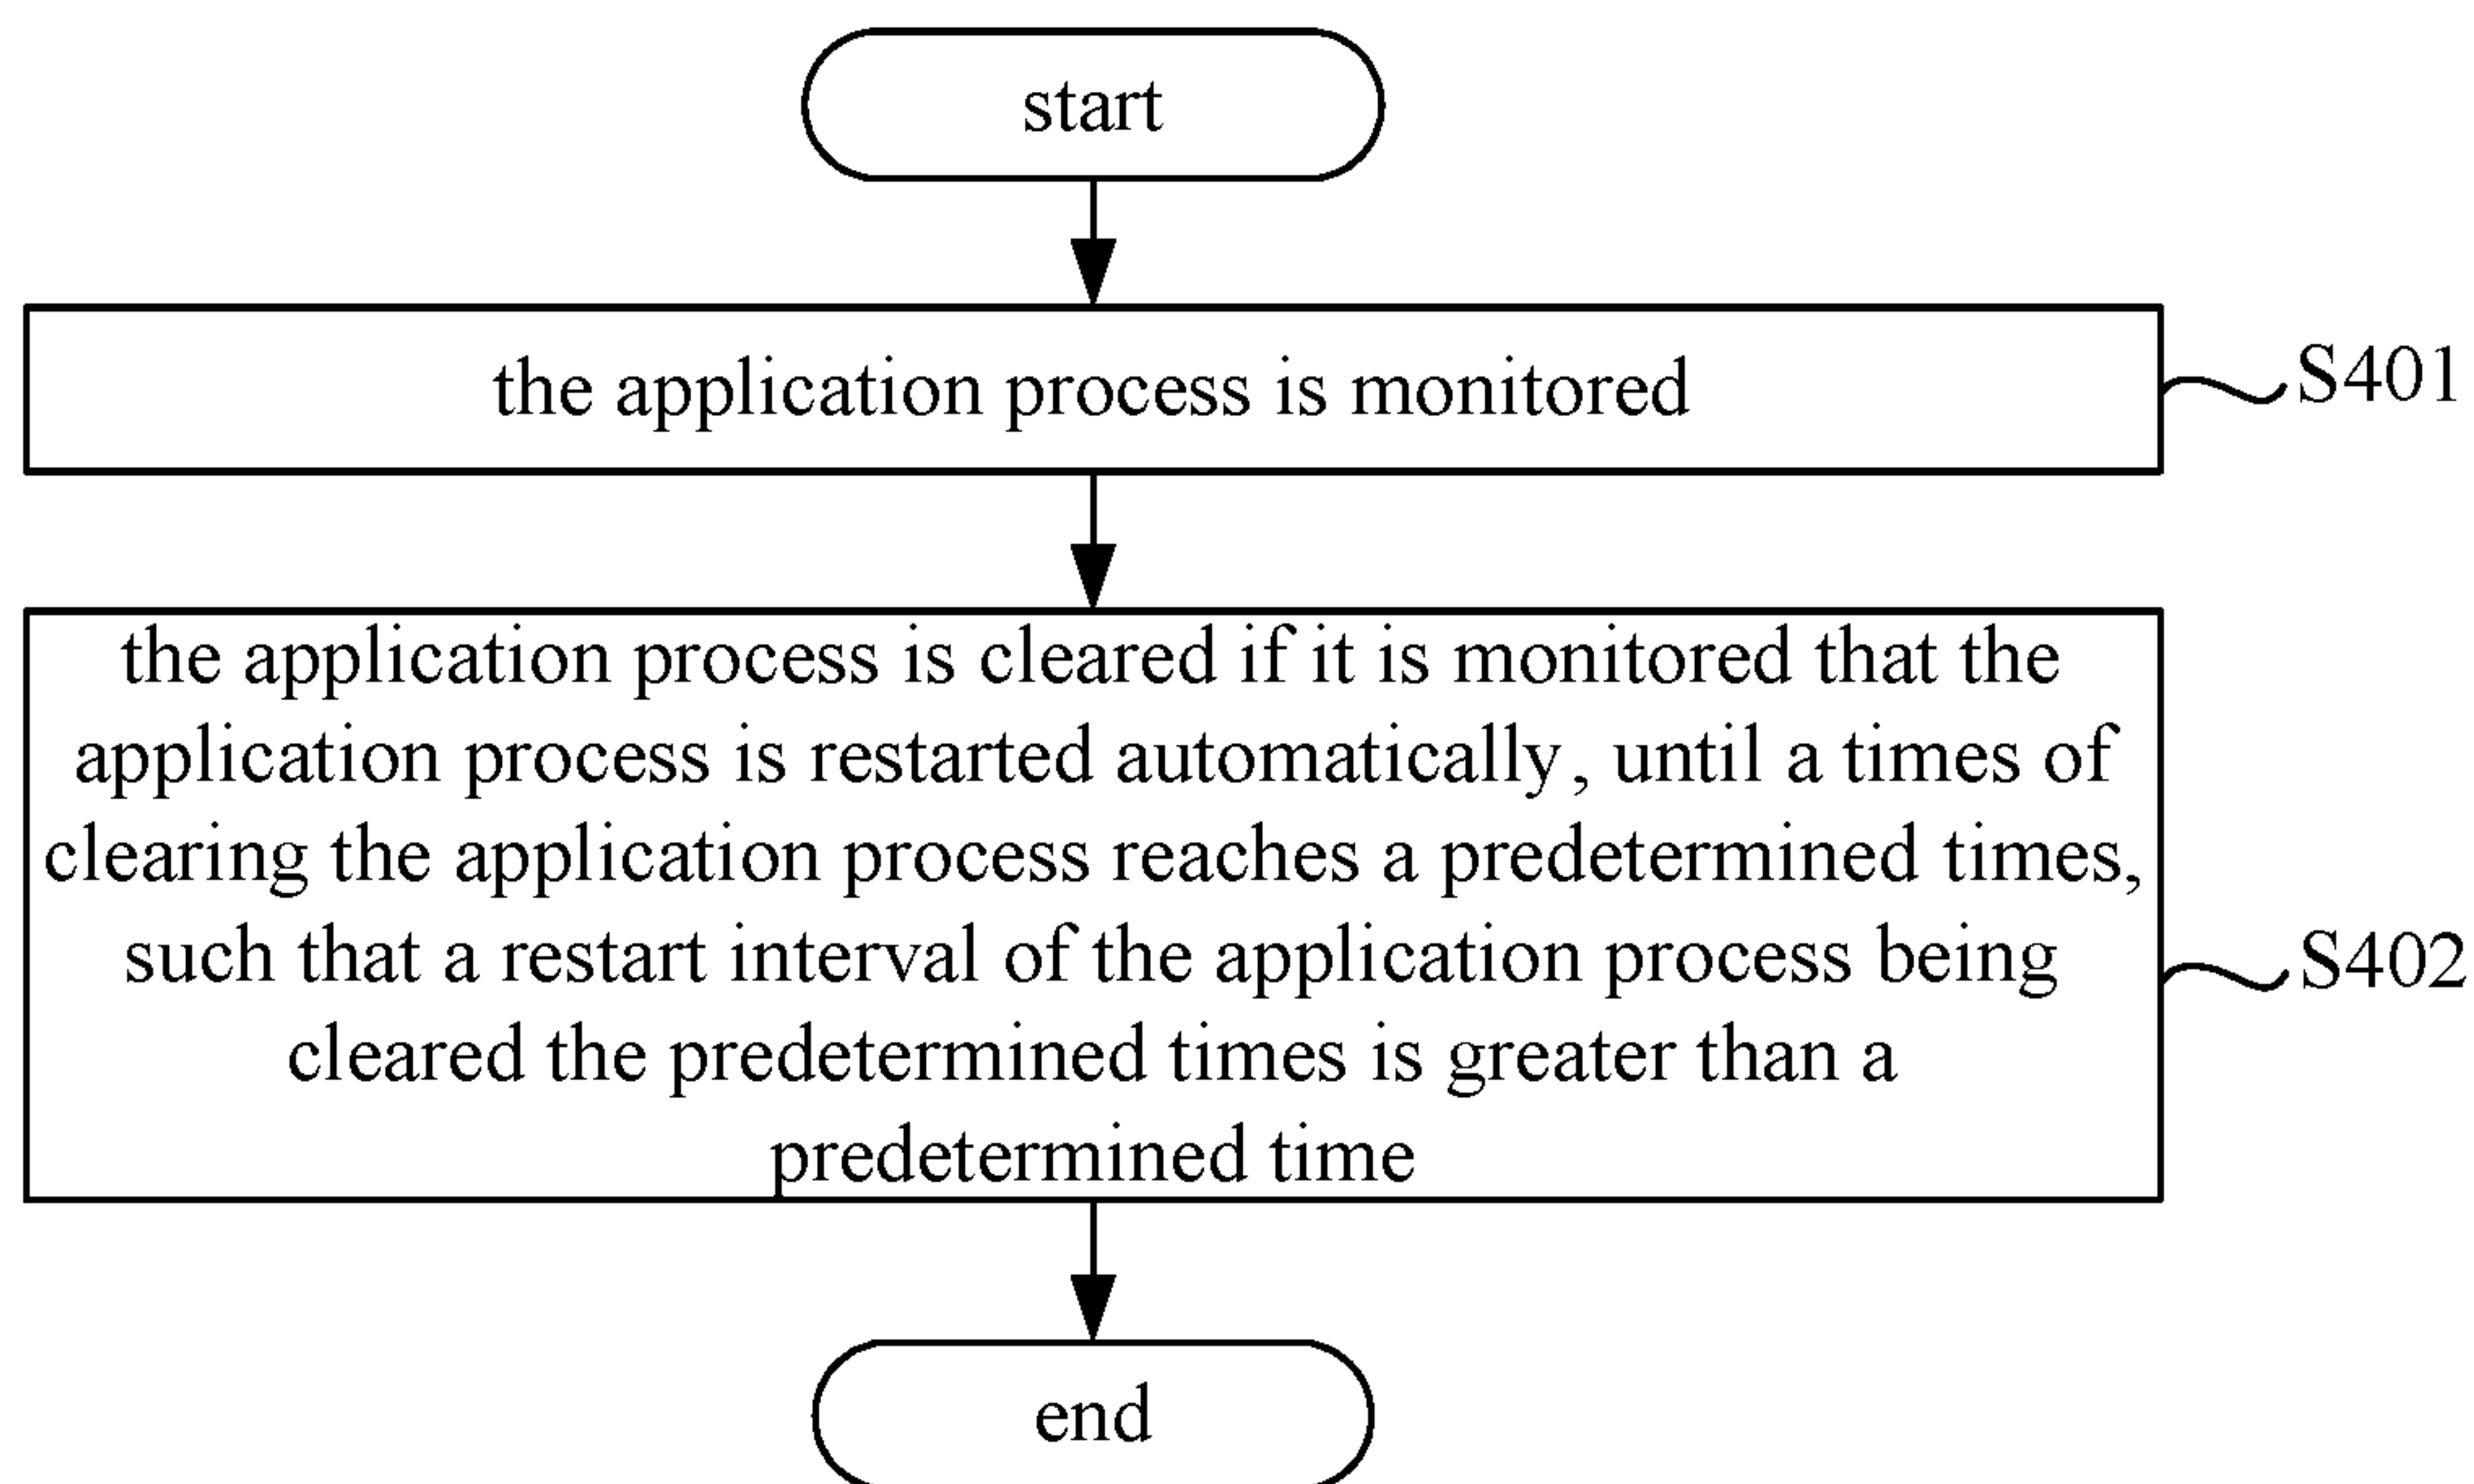 start
the application process is monitored
S401
the application process is cleared if it is monitored that the
application process is restarted automatically, until a times of
clearing the application process reaches a predetermined times,
such that a restart interval of the application process being
cleared the predetermined times is greater than a
predetermined time
S402
end